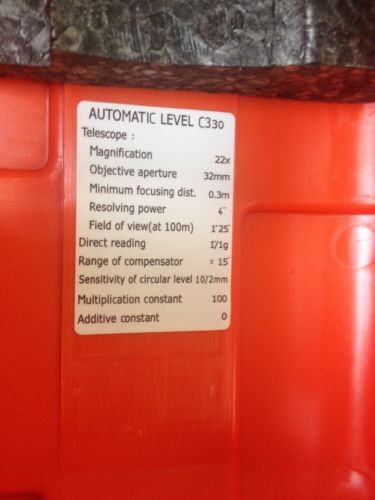 AUTOMATIC LEVEL C330
Telescope :
Magnification 22x
Objective aperture 32mm
Minimum focusing dist. 0.3m
Resolving power 4″
Field of view(at 100m) 1°25′
Direct reading 1°/1g
Range of compensator ± 15′
Sensitivity of circular level 10′/2mm
Multiplication constant 100
Additive constant 0